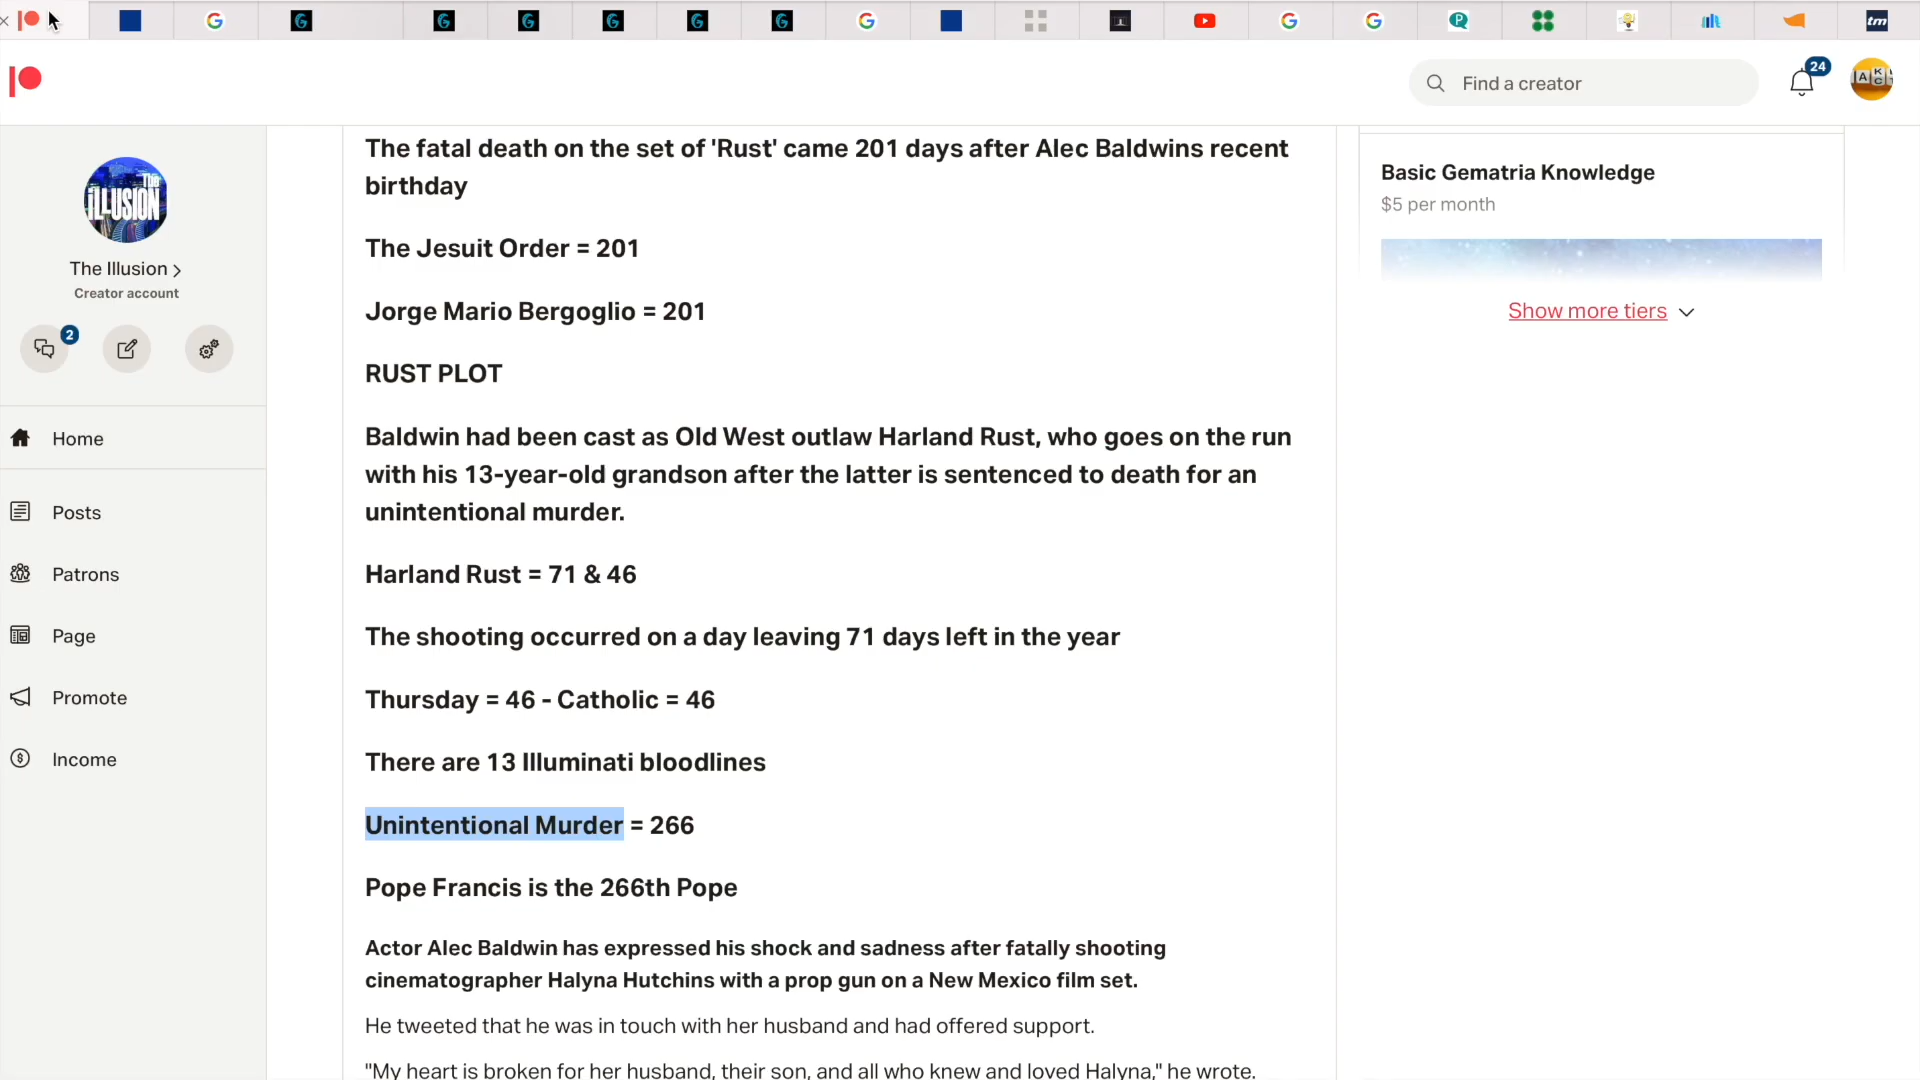 tm
Find a creator
24
2
The iLLUSION
The Illusion
Creator account
Home
Posts
Patrons
Page
Promote
Income
The fatal death on the set of 'Rust' came 201 days after Alec Baldwins recent
birthday
The Jesuit Order = 201
Jorge Mario Bergoglio = 201
RUST PLOT
Baldwin had been cast as Old West outlaw Harland Rust, who goes on the run
with his 13-year-old grandson after the latter is sentenced to death for an
unintentional murder.
Harland Rust = 71 & 46
The shooting occurred on a day leaving 71 days left in the year
Thursday = 46 - Catholic = 46
There are 13 Illuminati bloodlines
Unintentional Murder = 266
Pope Francis is the 266th Pope
Actor Alec Baldwin has expressed his shock and sadness after fatally shooting
cinematographer Halyna Hutchins with a prop gun on a New Mexico film set.
He tweeted that he was in touch with her husband and had offered support.
"My heart is broken for her husband, their son, and all who knew and loved Halyna," he wrote.
Basic Gematria Knowledge
$5 per month
Show more tiers